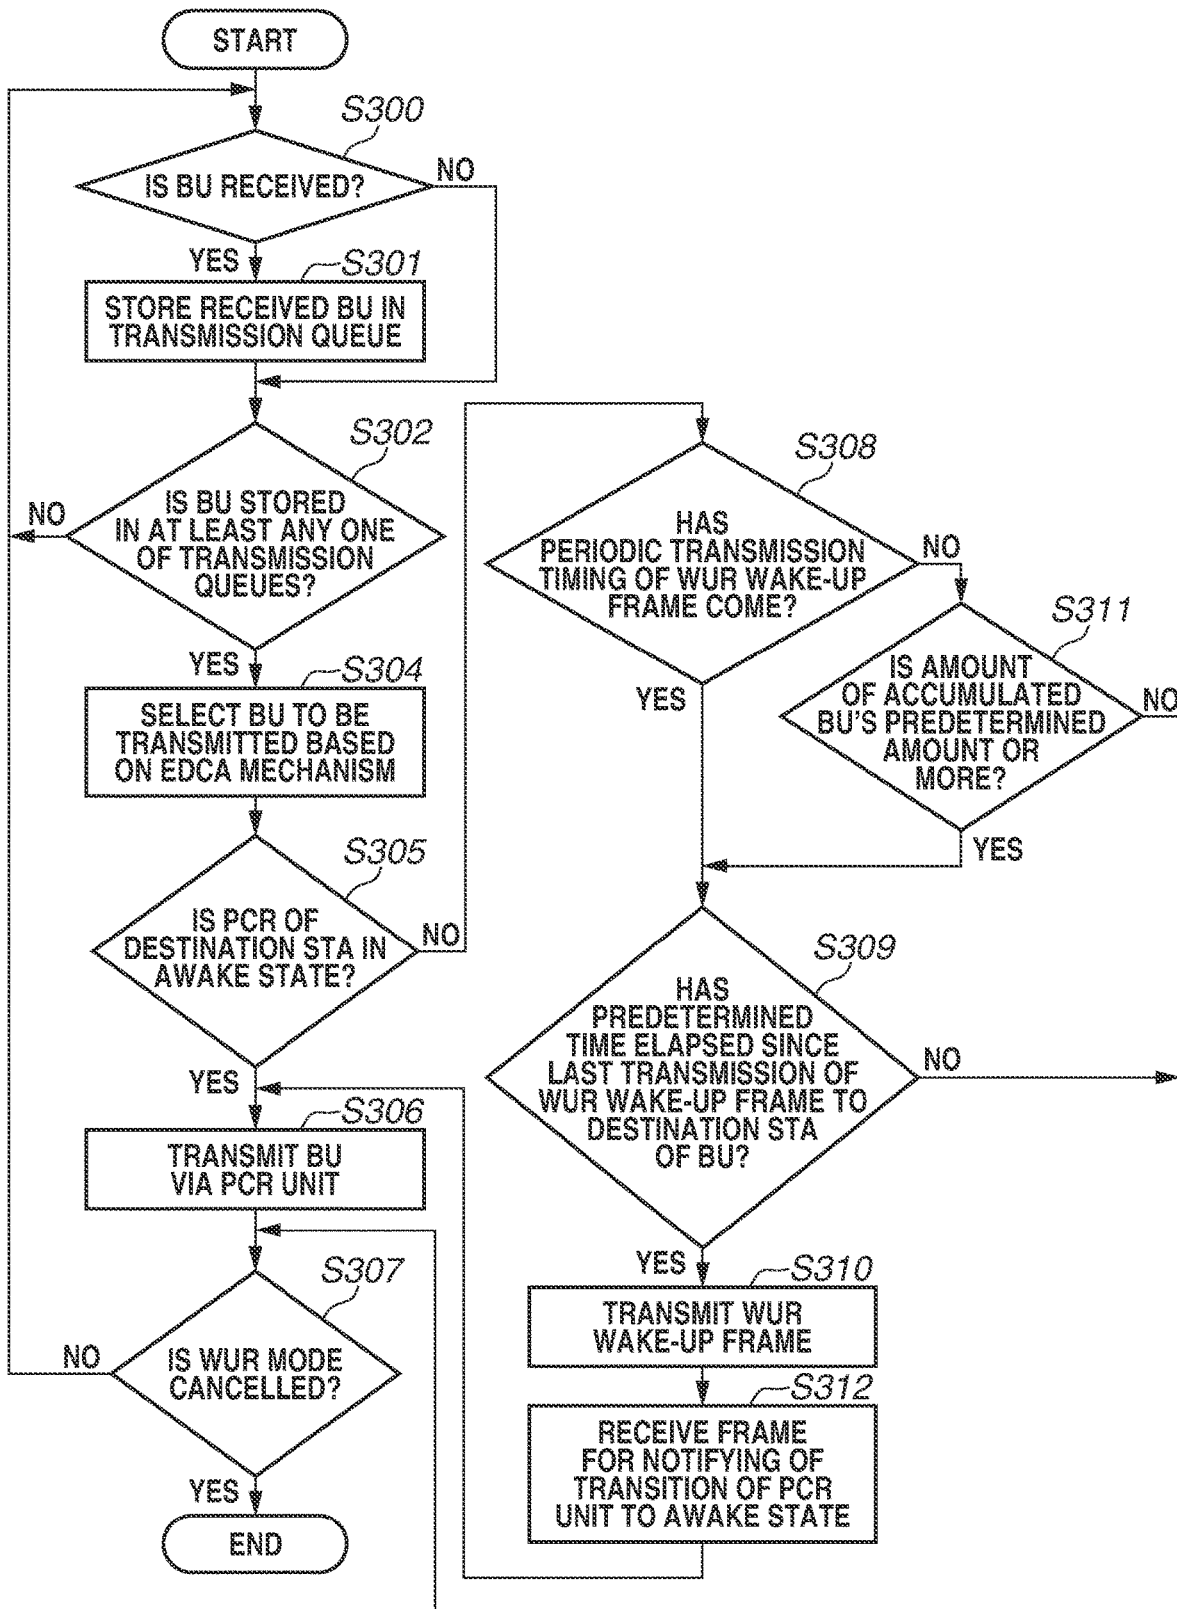 START
S300
IS BU RECEIVED?
NO
YES
S301
STORE RECEIVED BU IN
TRANSMISSION QUEUE
S302
IS BU STORED
IN AT LEAST ANY ONE
OF TRANSMISSION
QUEUES?
NO
YES
S304
SELECT BU TO BE
TRANSMITTED BASED
ON EDCA MECHANISM
S305
IS PCR OF
DESTINATION STA IN
AWAKE STATE?
NO
YES
S306
TRANSMIT BU
VIA PCR UNIT
S307
IS WUR MODE
CANCELLED?
NO
YES
END
S308
HAS
PERIODIC TRANSMISSION
TIMING OF WUR WAKE-UP
FRAME COME?
NO
YES
S311
IS AMOUNT
OF ACCUMULATED
BU'S PREDETERMINED
AMOUNT OR
MORE?
NO
YES
S309
HAS
PREDETERMINED
TIME ELAPSED SINCE
LAST TRANSMISSION OF
WUR WAKE-UP FRAME TO
DESTINATION STA
OF BU?
NO
YES
S310
TRANSMIT WUR
WAKE-UP FRAME
S312
RECEIVE FRAME
FOR NOTIFYING OF
TRANSITION OF PCR
UNIT TO AWAKE STATE